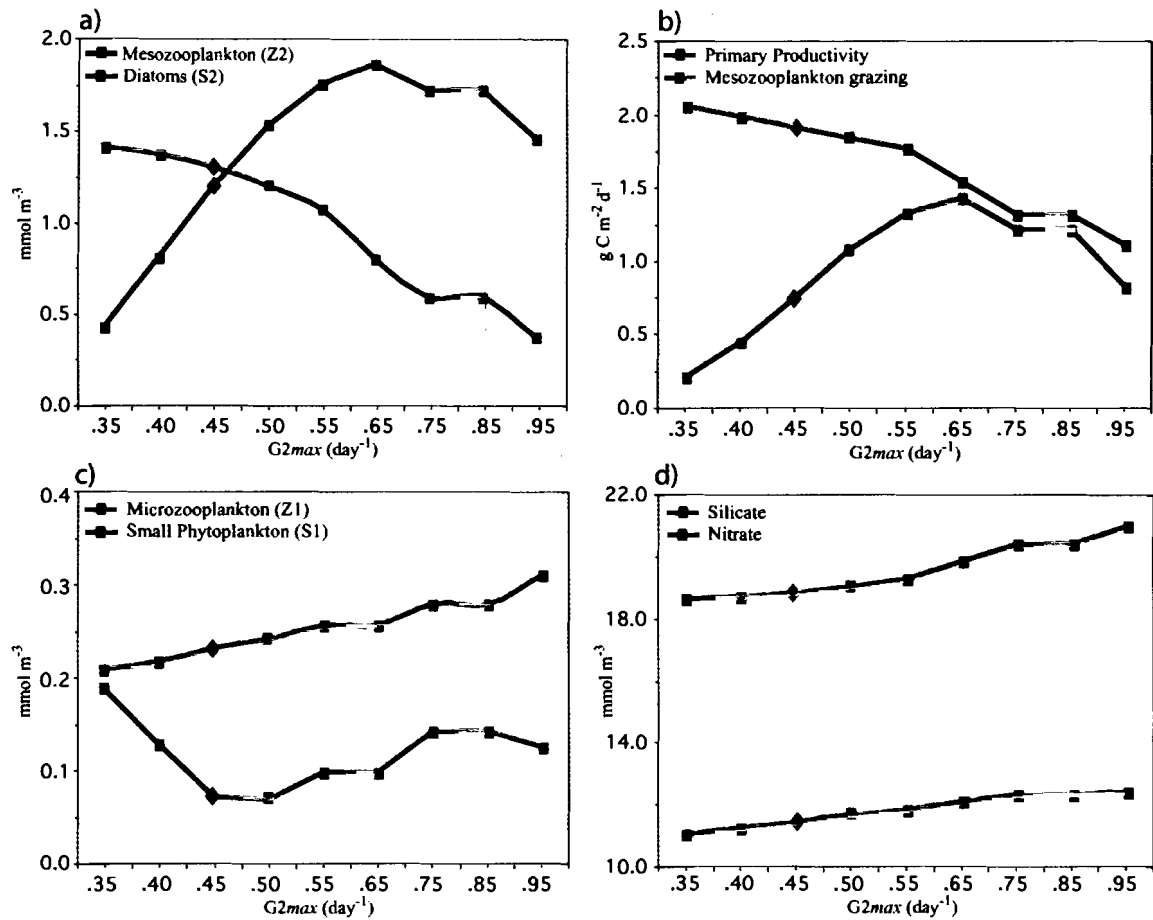 a)
Mesozooplankton (Z2)
Diatoms (S2)
2.0
1.5
1.0
0.5
0.0
mmol m-3
.35 .40 .45 .50 .55 .65 .75 .85 .95
G2max (day-1)
b)
Primary Productivity
Mesozooplankton grazing
2.5
2.0
1.5
1.0
0.5
0.0
g C m-2 d-1
.35 .40 .45 .50 .55 .65 .75 .85 .95
G2max (day-1)
c)
Microzooplankton (Z1)
Small Phytoplankton (S1)
0.4
0.3
0.2
0.1
0.0
mmol m-3
.35 .40 .45 .50 .55 .65 .75 .85 .95
G2max (day-1)
d)
Silicate
Nitrate
22.0
18.0
14.0
10.0
mmol m-3
.35 .40 .45 .50 .55 .65 .75 .85 .95
G2max (day-1)